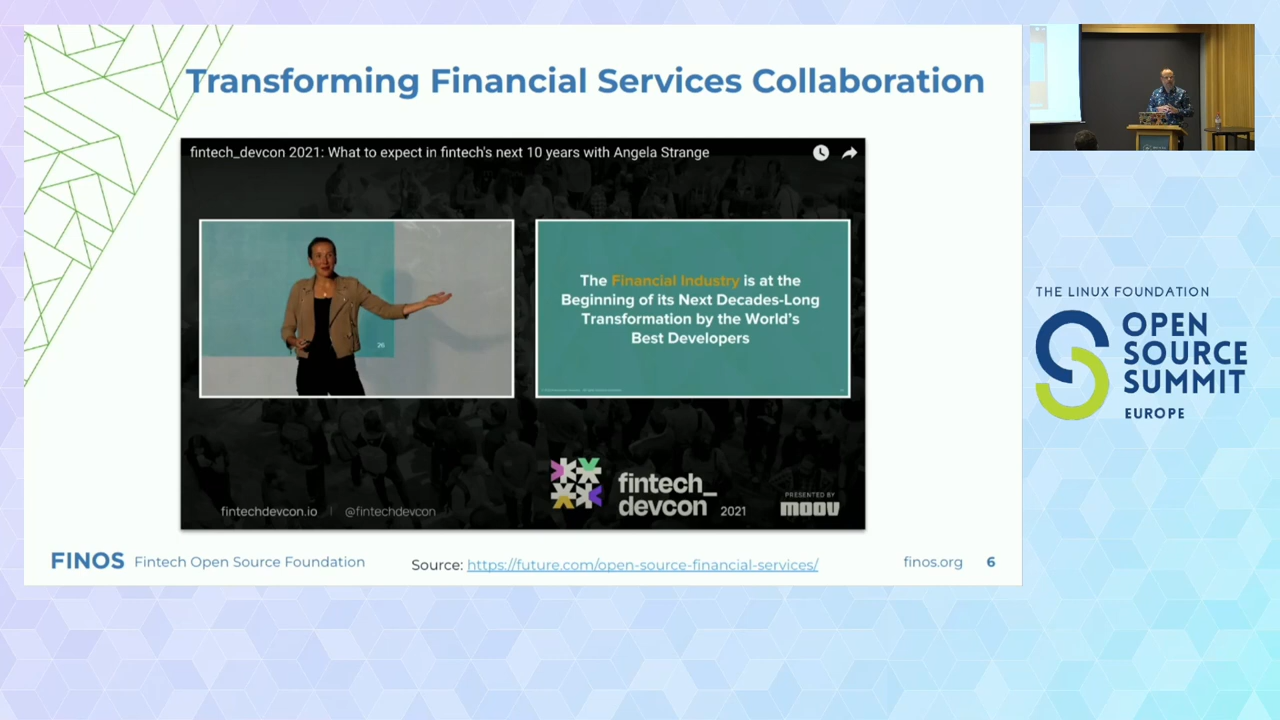 Transforming Financial Services Collaboration
fintech_devcon 2021: What to expect in fintech's next 10 years with Angela Strange
26
The Financial Industry is at the
Beginning of its Next Decades-Long
Transformation by the World's
Best Developers
fintech_
devcon 2021
PRESENTED BY
moov
fintechdevcon.io | @fintechdevcon
FINOS Fintech Open Source Foundation
Source: https://future.com/open-source-financial-services/
finos.org 6
THE LINUX FOUNDATION
OPEN
SOURCE
SUMMIT
EUROPE